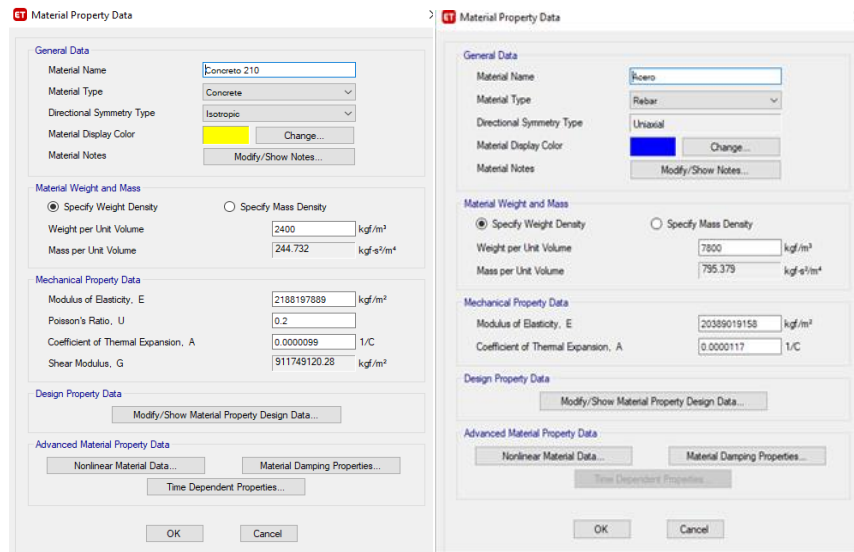 ET Material Property Data
General Data
Material Name Concreto 210
Material Type Concrete
Directional Symmetry Type Isotropic
Material Display Color Change...
Material Notes Modify/Show Notes...
Material Weight and Mass
Specify Weight Density Specify Mass Density
Weight per Unit Volume 2400 kgf/m³
Mass per Unit Volume 244.732 kgf-s²/m⁴
Mechanical Property Data
Modulus of Elasticity, E 2188197889 kgf/m²
Poisson's Ratio, U 0.2
Coefficient of Thermal Expansion, A 0.0000099 1/C
Shear Modulus, G 911749120.28 kgf/m²
Design Property Data
Modify/Show Material Property Design Data...
Advanced Material Property Data
Nonlinear Material Data... Material Damping Properties...
Time Dependent Properties...
OK Cancel
ET Material Property Data
General Data
Material Name Acero
Material Type Rebar
Directional Symmetry Type Uniaxial
Material Display Color Change...
Material Notes Modify/Show Notes...
Material Weight and Mass
Specify Weight Density Specify Mass Density
Weight per Unit Volume 7800 kgf/m³
Mass per Unit Volume 795.379 kgf-s²/m⁴
Mechanical Property Data
Modulus of Elasticity, E 20389019158 kgf/m²
Coefficient of Thermal Expansion, A 0.0000117 1/C
Design Property Data
Modify/Show Material Property Design Data...
Advanced Material Property Data
Nonlinear Material Data... Material Damping Properties...
Time Dependent Properties...
OK Cancel